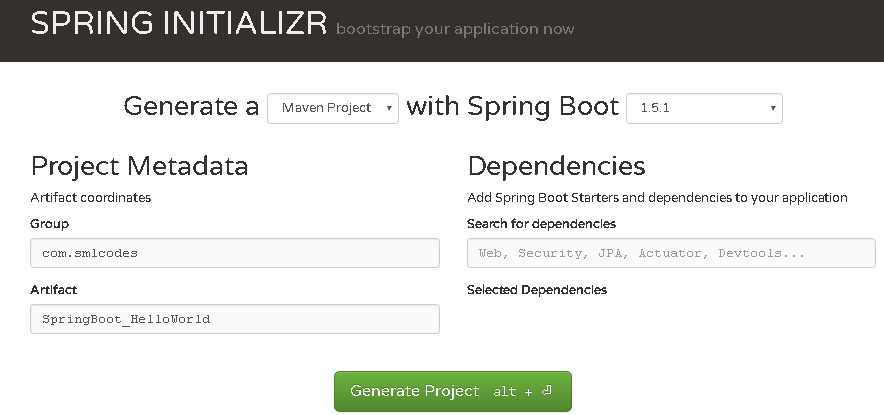 SPRING INITIALIZR bootstrap your application now
Generate a Maven Project with Spring Boot 1.5.1
Project Metadata
Artifact coordinates
Group
com.smlcodes
Artifact
SpringBoot_HelloWorld
Dependencies
Add Spring Boot Starters and dependencies to your application
Search for dependencies
Web, Security, JPA, Actuator, Devtools...
Selected Dependencies
Generate Project alt + ⏎